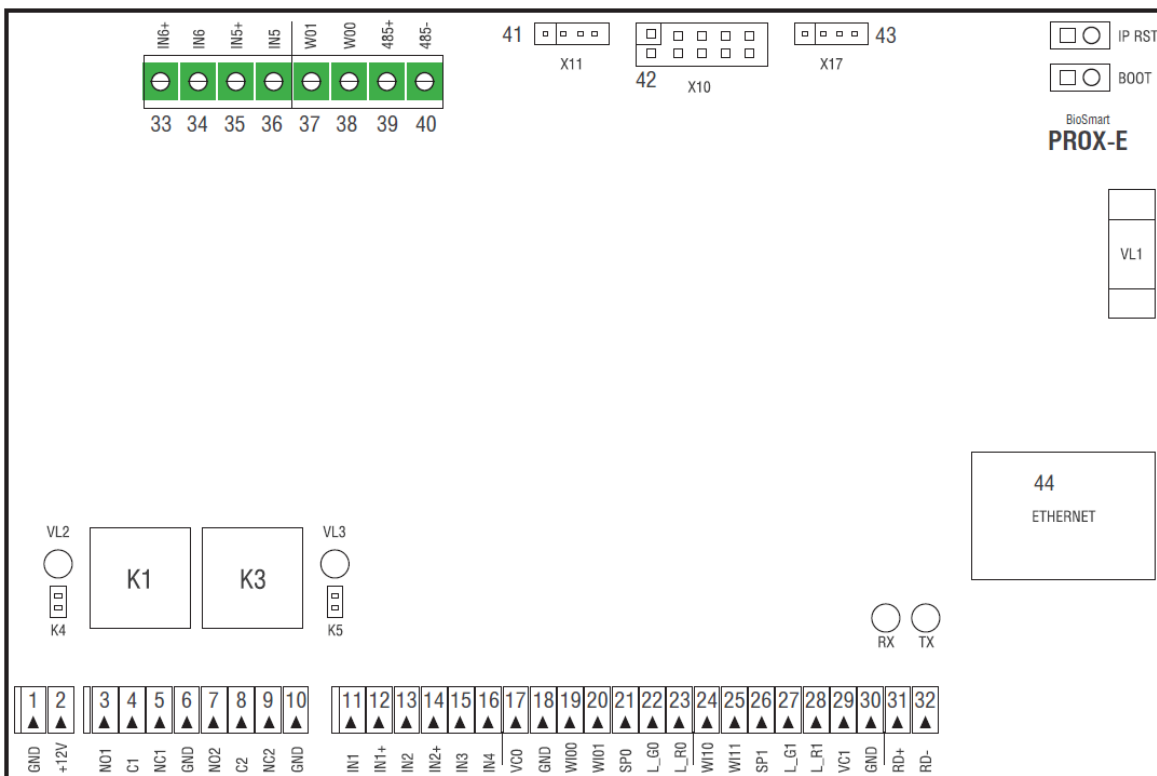 IN6+ IN6 IN5+ IN5 W01 W00 485+ 485-
33 34 35 36 37 38 39 40
41
X11
42
X10
43
X17
IP RST
BOOT
BioSmart
PROX-E
VL1
44
ETHERNET
VL2
K1
K3
VL3
K4
K5
RX TX
1 2 3 4 5 6 7 8 9 10 11 12 13 14 15 16 17 18 19 20 21 22 23 24 25 26 27 28 29 30 31 32
GND +12V NO1 C1 NC1 GND NO2 C2 NC2 GND IN1 IN1+ IN2 IN2+ IN3 IN4 VC0 GND WI00 WI01 SP0 L_G0 L_R0 WI10 WI11 SP1 L_G1 L_R1 VC1 GND RD+ RD-